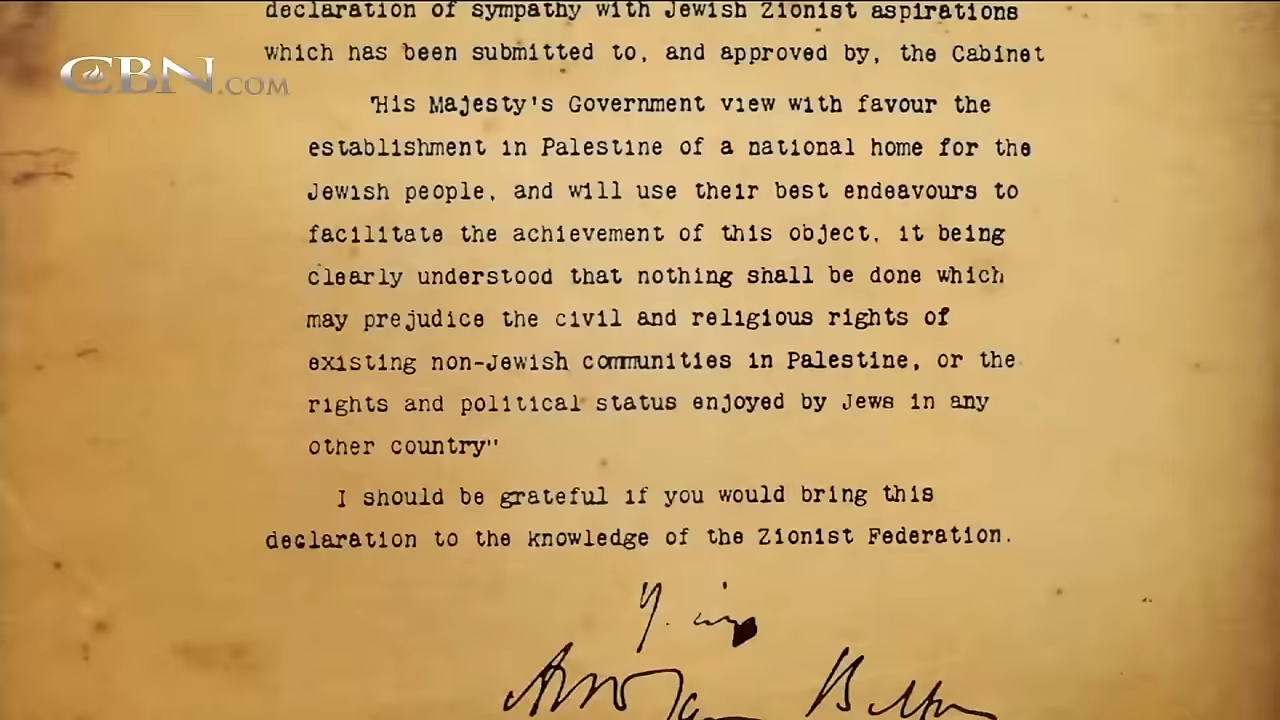 declaration of sympathy with Jewish Zionist aspirations
CBN.COM
which has been submitted to, and approved by, the Cabinet
"His Majesty's Government view with favour the
establishment in Palestine of a national home for the
Jewish people, and will use their best endeavours to
facilitate the achievement of this object, it being
clearly understood that nothing shall be done which
may prejudice the civil and religious rights of
existing non-Jewish communities in Palestine, or the
rights and political status enjoyed by Jews in any
other country"
I should be grateful if you would bring this
declaration to the knowledge of the Zionist Federation.